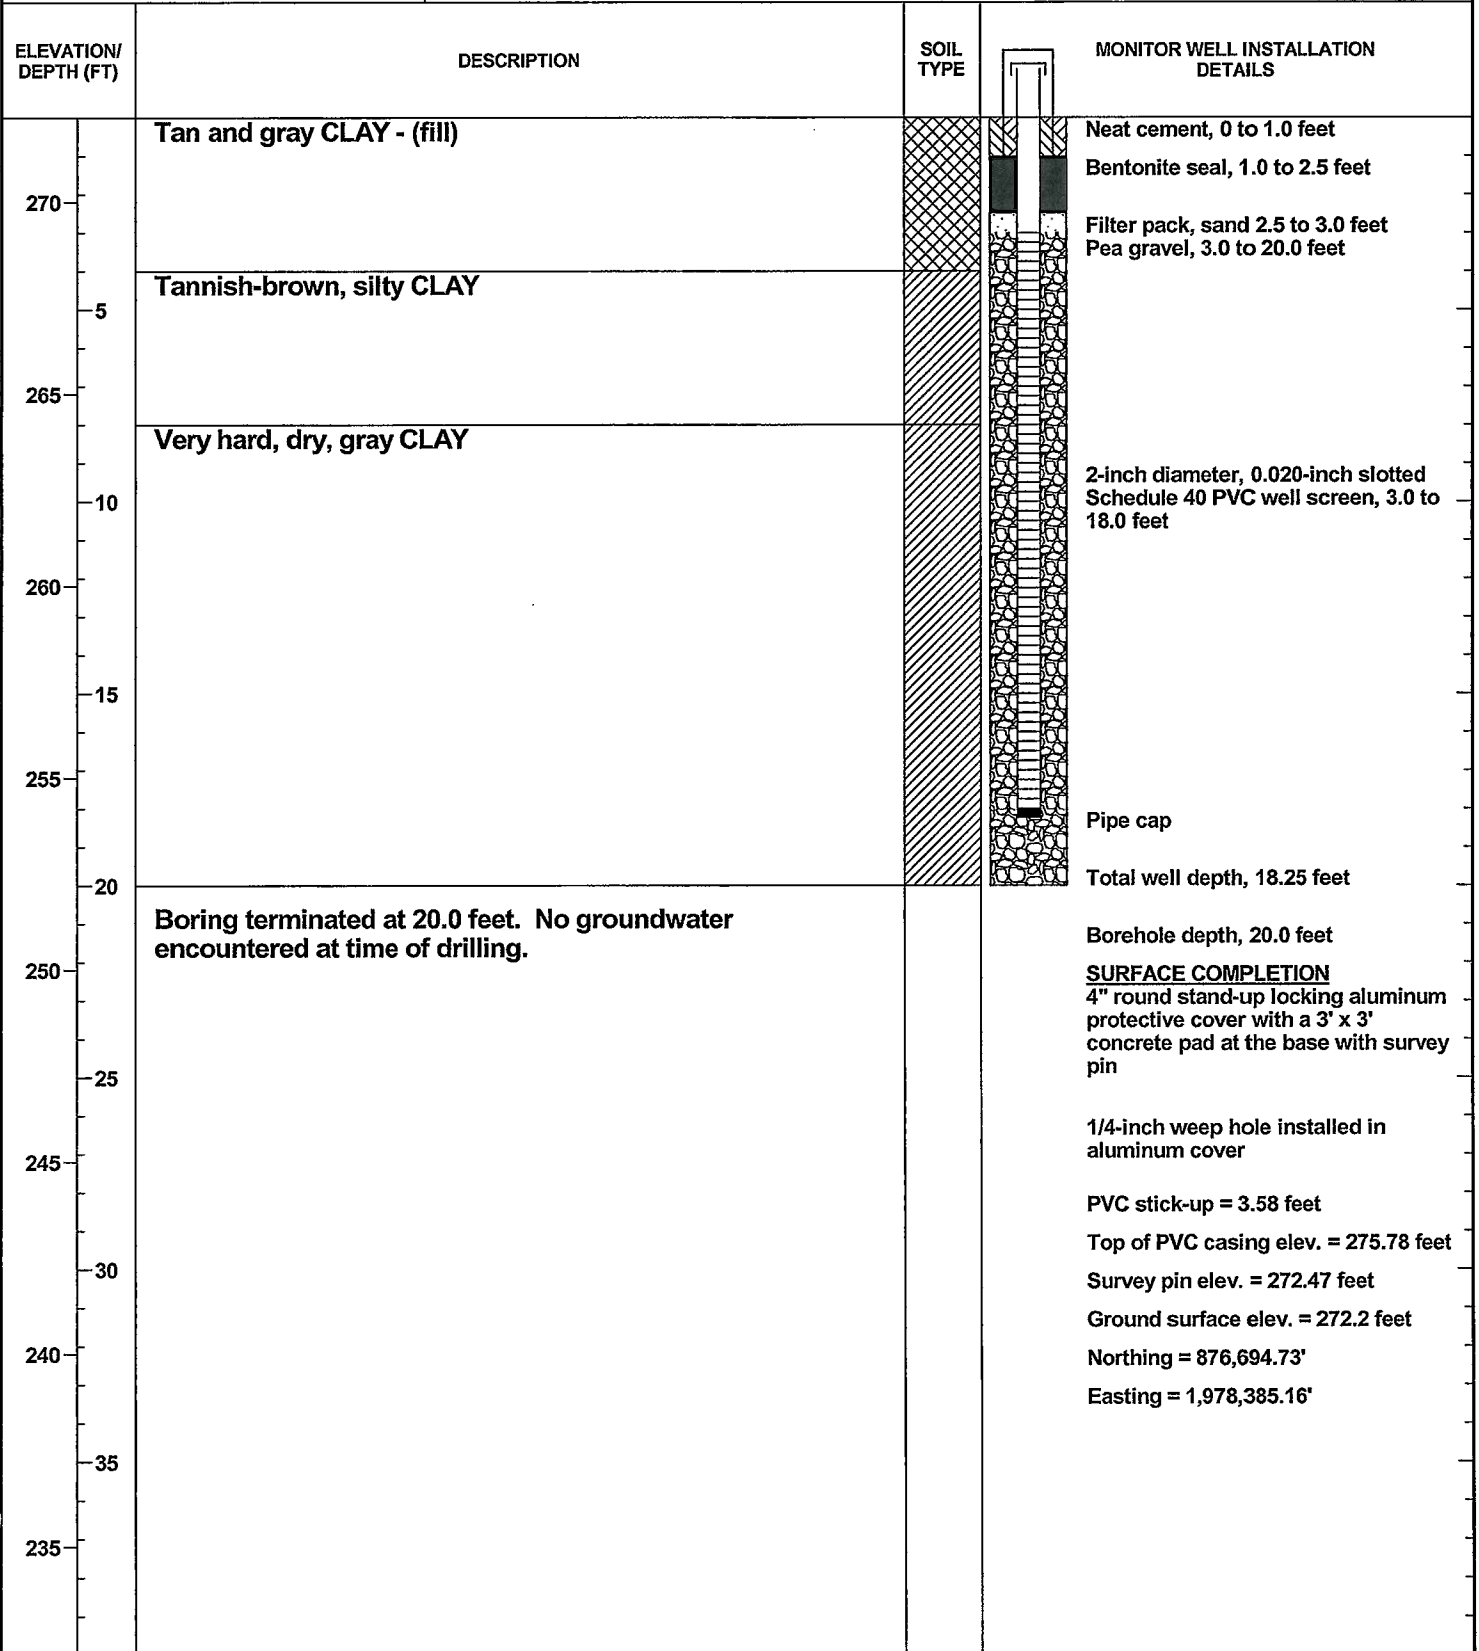 ELEVATION/
DEPTH (FT)
DESCRIPTION
SOIL
TYPE
MONITOR WELL INSTALLATION
DETAILS
Tan and gray CLAY - (fill)
Neat cement, 0 to 1.0 feet
Bentonite seal, 1.0 to 2.5 feet
270
Filter pack, sand 2.5 to 3.0 feet
Pea gravel, 3.0 to 20.0 feet
Tannish-brown, silty CLAY
5
265
Very hard, dry, gray CLAY
2-inch diameter, 0.020-inch slotted
Schedule 40 PVC well screen, 3.0 to
18.0 feet
10
260
15
255
Pipe cap
Total well depth, 18.25 feet
20
Boring terminated at 20.0 feet. No groundwater
encountered at time of drilling.
Borehole depth, 20.0 feet
250
SURFACE COMPLETION
4" round stand-up locking aluminum
protective cover with a 3' x 3'
concrete pad at the base with survey
pin
25
1/4-inch weep hole installed in
aluminum cover
245
PVC stick-up = 3.58 feet
Top of PVC casing elev. = 275.78 feet
30
Survey pin elev. = 272.47 feet
Ground surface elev. = 272.2 feet
240
Northing = 876,694.73'
Easting = 1,978,385.16'
35
235